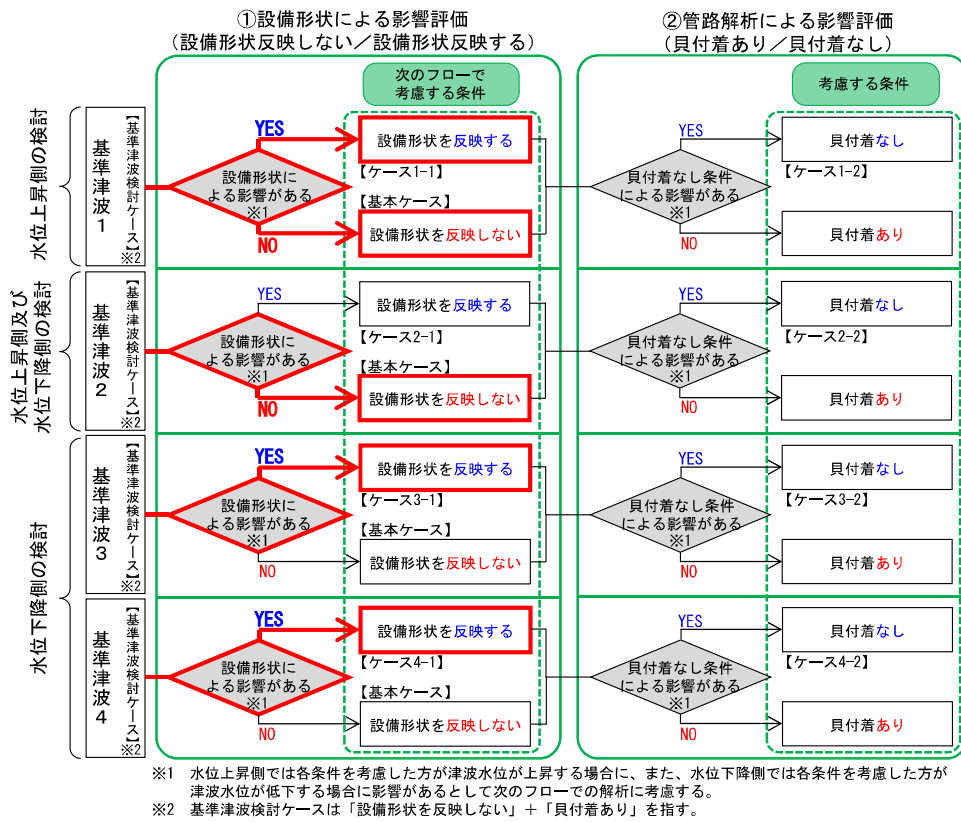 ①設備形状による影響評価
(設備形状反映しない／設備形状反映する)
②管路解析による影響評価
(貝付着あり／貝付着なし)
次のフローで
考慮する条件
考慮する条件
水位上昇側の検討
基準津波1
【基準津波検討ケース】※2
設備形状に
よる影響がある
※1
YES
設備形状を反映する
【ケース1-1】
【基本ケース】
NO
設備形状を反映しない
貝付着なし条件
による影響がある
※1
YES
貝付着なし
【ケース1-2】
NO
貝付着あり
水位上昇側及び
水位下降側の検討
基準津波2
【基準津波検討ケース】※2
設備形状に
よる影響がある
※1
YES
設備形状を反映する
【ケース2-1】
【基本ケース】
NO
設備形状を反映しない
貝付着なし条件
による影響がある
※1
YES
貝付着なし
【ケース2-2】
NO
貝付着あり
水位下降側の検討
基準津波3
【基準津波検討ケース】※2
設備形状に
よる影響がある
※1
YES
設備形状を反映する
【ケース3-1】
【基本ケース】
NO
設備形状を反映しない
貝付着なし条件
による影響がある
※1
YES
貝付着なし
【ケース3-2】
NO
貝付着あり
基準津波4
【基準津波検討ケース】※2
設備形状に
よる影響がある
※1
YES
設備形状を反映する
【ケース4-1】
【基本ケース】
NO
設備形状を反映しない
貝付着なし条件
による影響がある
※1
YES
貝付着なし
【ケース4-2】
NO
貝付着あり
※1 水位上昇側では各条件を考慮した方が津波水位が上昇する場合に、また、水位下降側では各条件を考慮した方が
津波水位が低下する場合に影響があるとして次のフローでの解析に考慮する。
※2 基準津波検討ケースは「設備形状を反映しない」＋「貝付着あり」を指す。